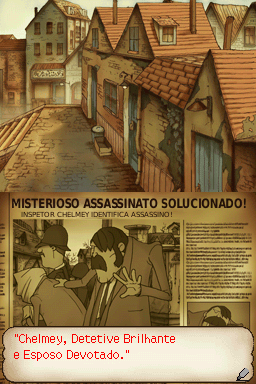 MISTERIOSO ASSASSINATO SOLUCIONADO!
INSPETOR CHELMEY IDENTIFICA ASSASSINO!
"Chelmey, Detetive Brilhante
e Esposo Devotado."